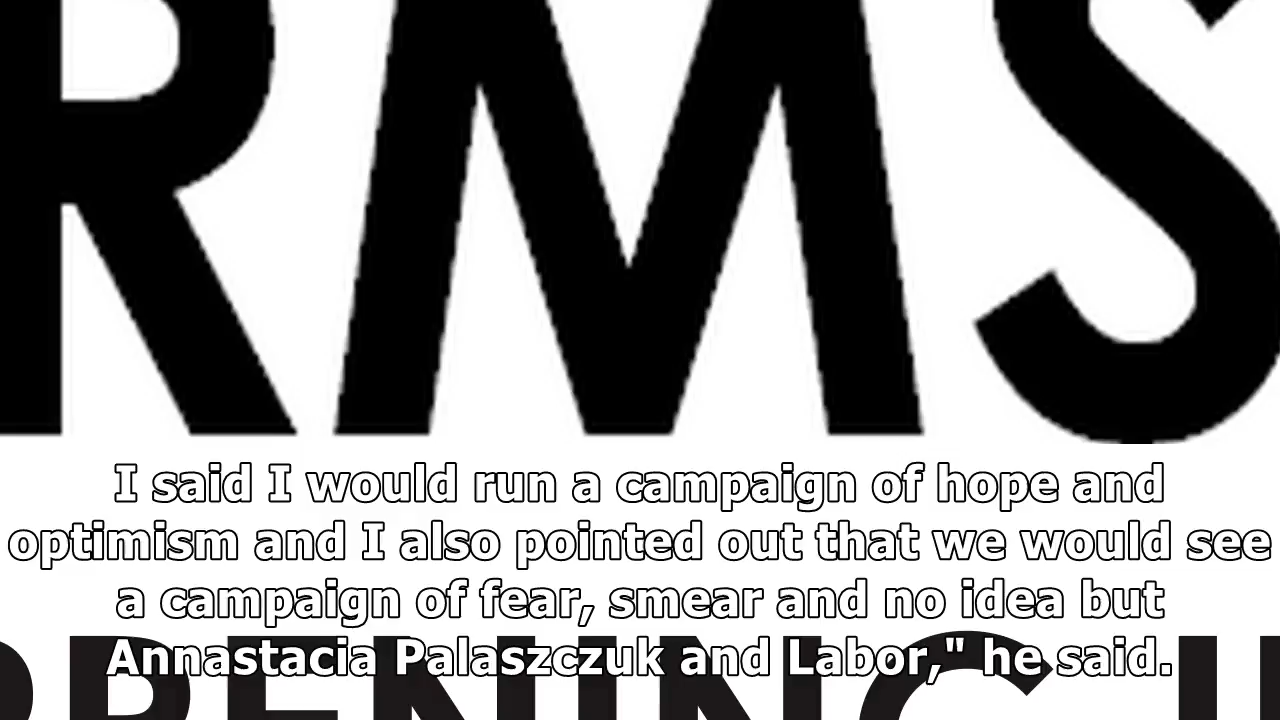 RMS
I said I would run a campaign of hope and
optimism and I also pointed out that we would see
a campaign of fear, smear and no idea but
Annastacia Palaszczuk and Labor," he said.